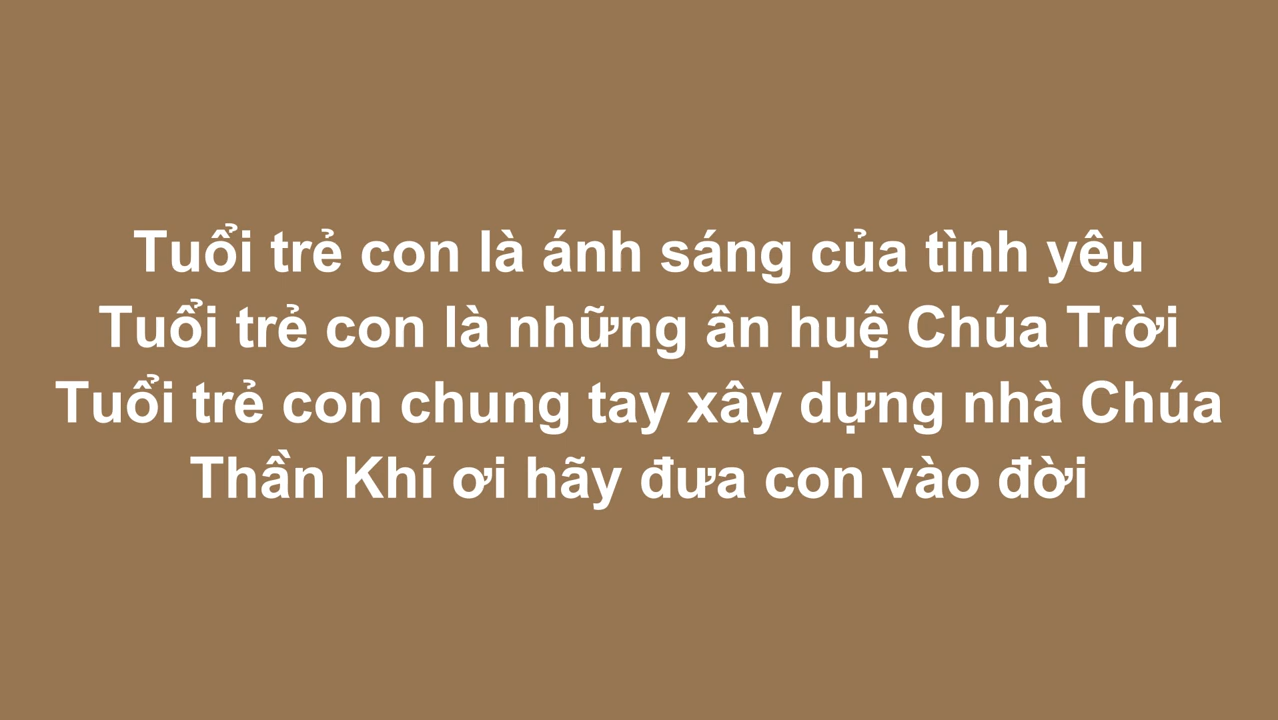 Tuổi trẻ con là ánh sáng của tình yêu
Tuổi trẻ con là những ân huệ Chúa Trời
Tuổi trẻ con chung tay xây dựng nhà Chúa
Thần Khí ơi hãy đưa con vào đời